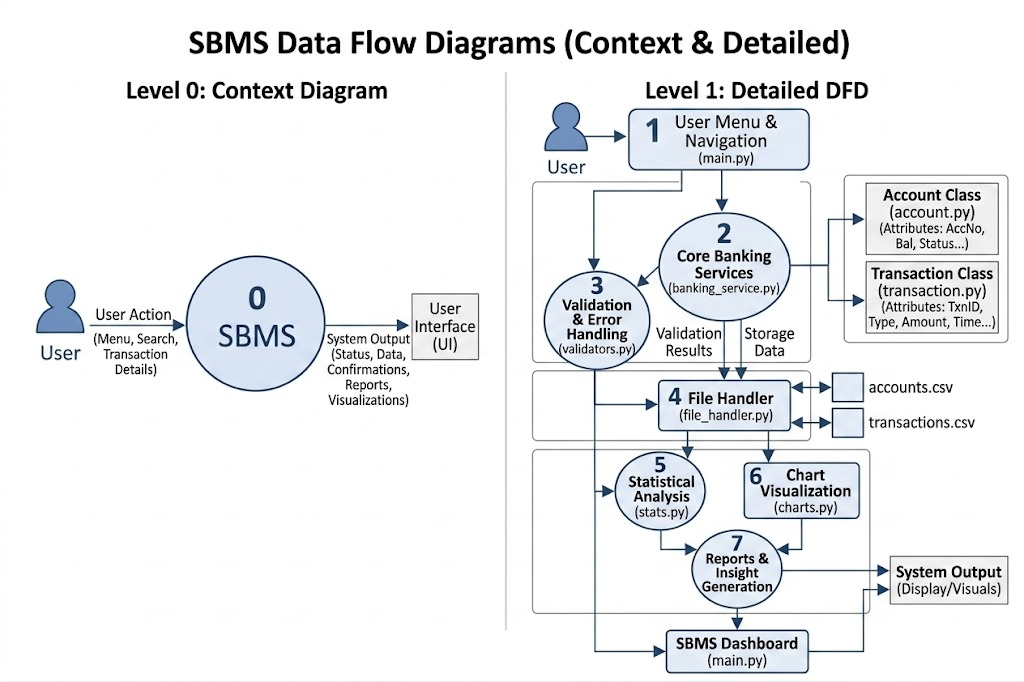 SBMS Data Flow Diagrams (Context & Detailed)
Level 0: Context Diagram
User
User Action
(Menu, Search,
Transaction
Details)
0
SBMS
System Output
(Status, Data,
Confirmations,
Reports,
Visualizations)
User
Interface
(UI)
Level 1: Detailed DFD
User
1
User Menu &
Navigation
(main.py)
2
Core Banking
Services
(banking_service.py)
Account Class
(account.py)
(Attributes: AccNo,
Bal, Status...)
Transaction Class
(transaction.py)
(Attributes: TxnID,
Type, Amount, Time...)
3
Validation
& Error
Handling
(validators.py)
Validation
Results
Storage
Data
4 File Handler
(file_handler.py)
accounts.csv
transactions.csv
5
Statistical
Analysis
(stats.py)
6 Chart
Visualization
(charts.py)
7
Reports &
Insight
Generation
System Output
(Display/Visuals)
SBMS Dashboard
(main.py)